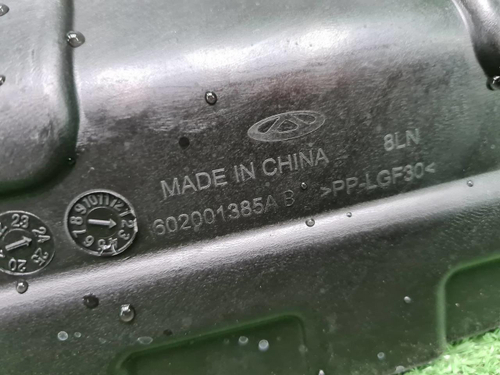 8LN
MADE IN CHINA
602001385A B >PP-LGF30<